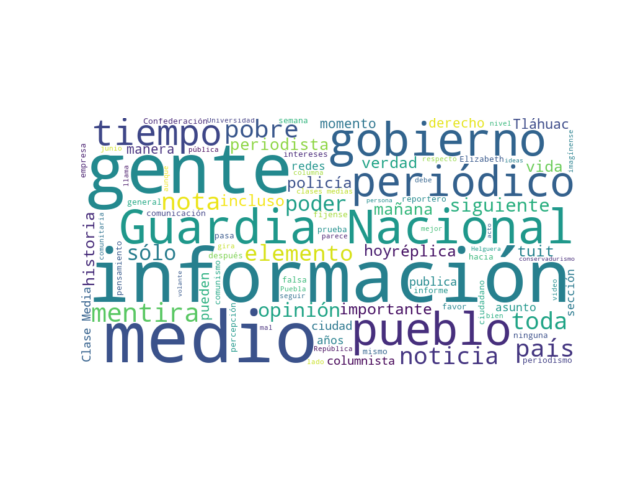 Confederación Universidad semana momento derecho nivel Tláhuac
tiempo pobre gobierno
empresa junio manera pública periodista intereses verdad respecto Elizabeth ideas vida imagínense
gente llama columna redes clases medias periódico
nota incluso policía debe reportero
general poder persona mañana siguiente
comunitaria comunicación fíjense mejor
historia Guardia Nacional
pasa prueba parece acto
sólo gira después elemento hoyréplica Helguera hacia tuit conservadurismo
pensamiento información
volante comunismo falsa Puebla seguir publica informe ciudadano video sección
Clase Media mentira pueden opinión importante favor asunto toda
percepción medio ciudad pueblo bien ninguna
mal años República mismo noticia país
lado columnista periodismo